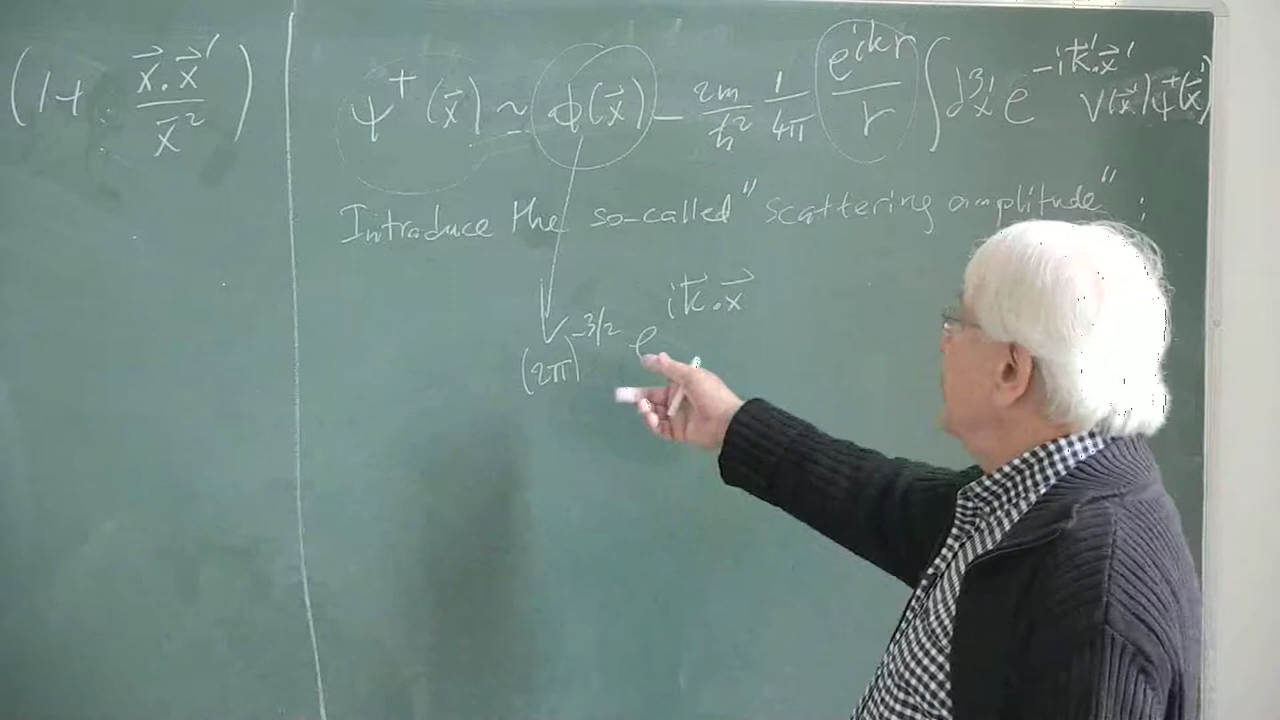 (1+ x⃗·x⃗′/x⃗²)
ψ⁺(x⃗) ~ ϕ(x⃗) − 2m/ħ² 1/4π e^{ikr}/r ∫d³x′ e^{−ik⃗′·x⃗′} V(x⃗′)ψ⁺(x⃗′)
Introduce the so-called "scattering amplitude" :
(2π)^{−3/2} e^{ik⃗·x⃗}